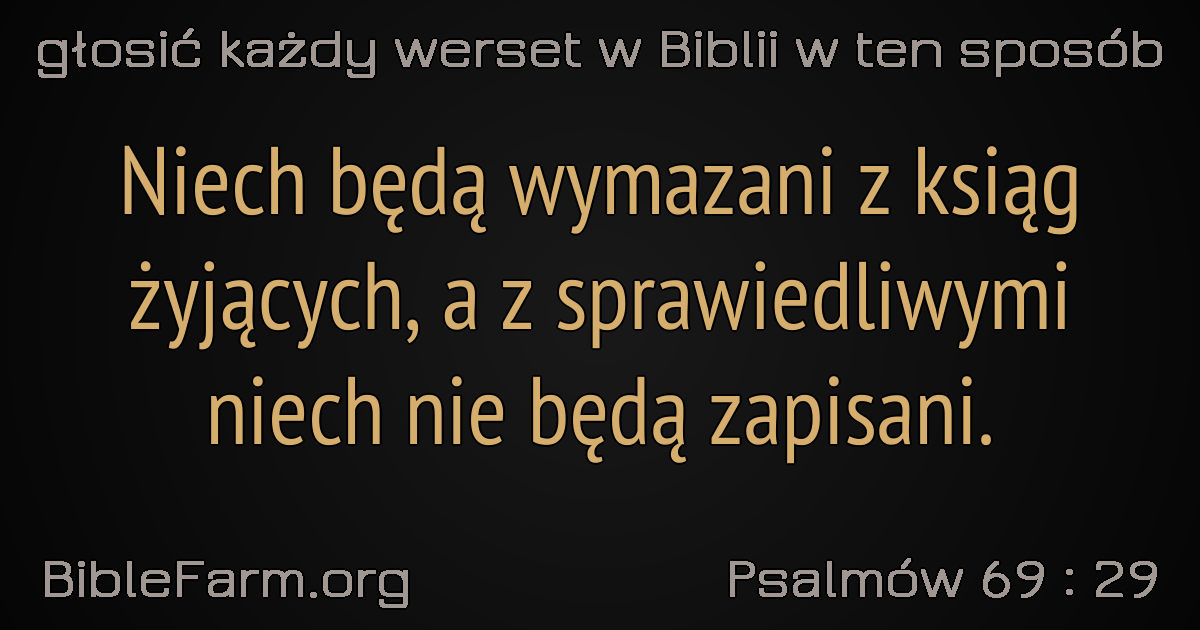 głosić każdy werset w Biblii w ten sposób
Niech będą wymazani z ksiąg
żyjących, a z sprawiedliwymi
niech nie będą zapisani.
BibleFarm.org
Psalmów 69 : 29